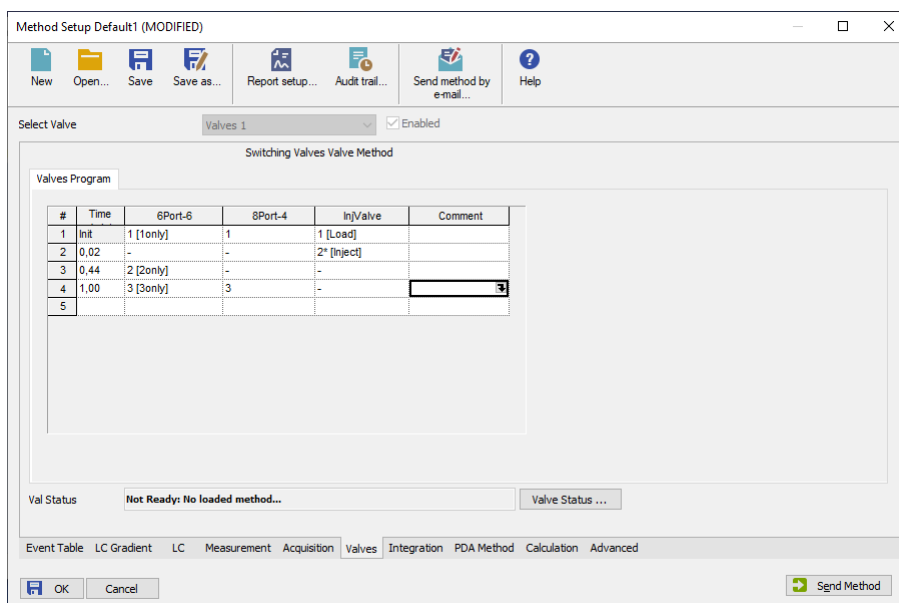 Method Setup Default1 (MODIFIED)
New Open... Save Save as... Report setup... Audit trail... Send method by e-mail... Help
Select Valve Valves 1 Enabled
Switching Valves Valve Method
Valves Program
# Time 6Port-6 8Port-4 InjValve Comment
1 Init 1 [1only] 1 1 [Load]
2 0,02 - - 2* [Inject]
3 0,44 2 [2only] - -
4 1,00 3 [3only] 3 -
5
Val Status Not Ready: No loaded method... Valve Status ...
Event Table LC Gradient LC Measurement Acquisition Valves Integration PDA Method Calculation Advanced
OK Cancel Send Method